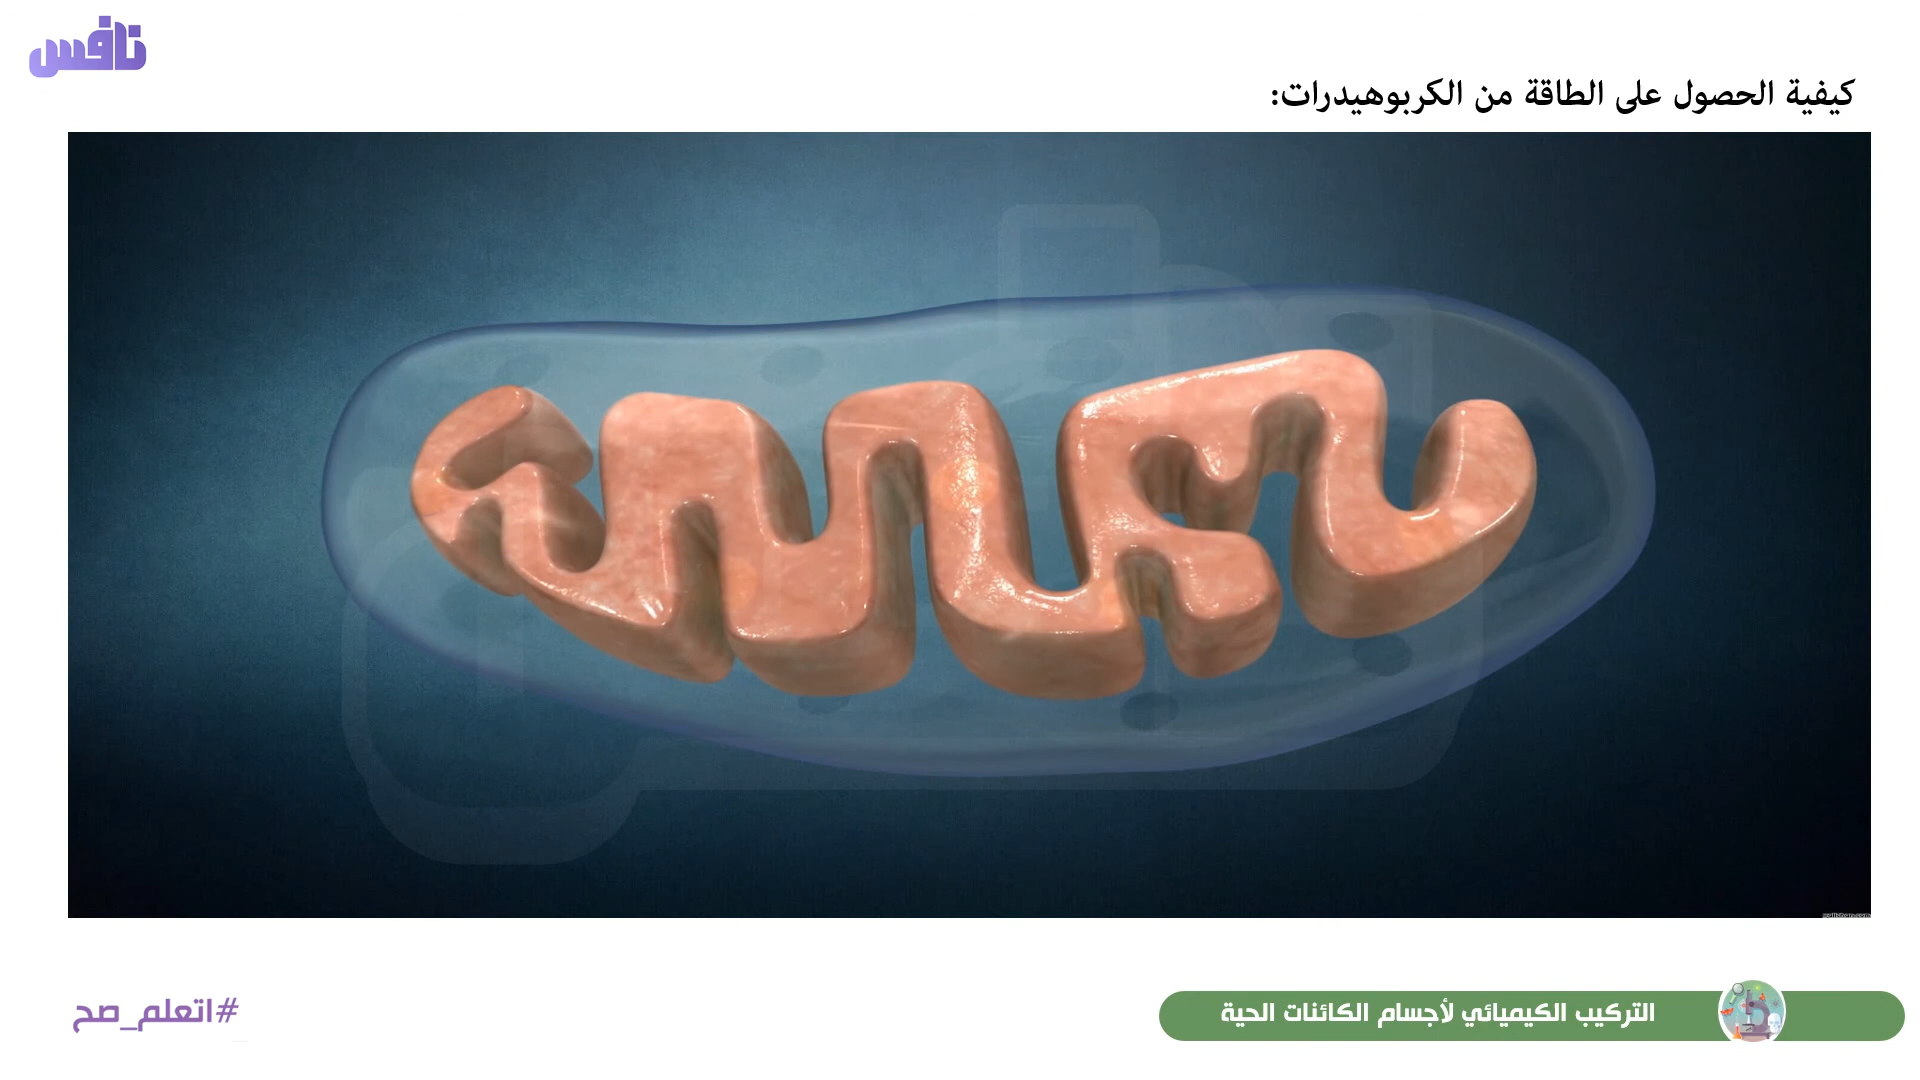 نافس
كيفية الحصول على الطاقة من الكربوهيدرات:
التركيب الكيميائي لأجسام الكائنات الحية
#اتعلم_صح